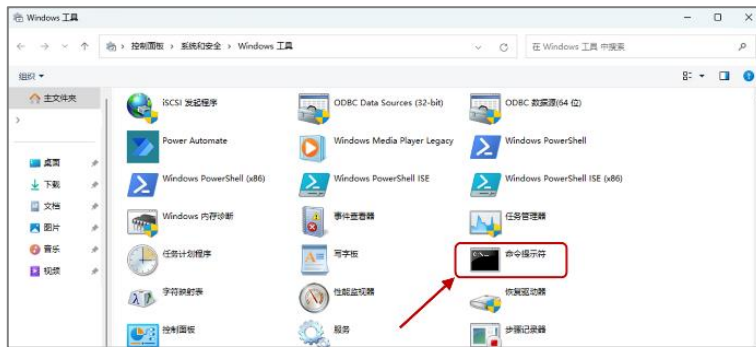 Windows 工具
控制面板 › 系统和安全 › Windows 工具
在 Windows 工具 中搜索
组织
主文件夹
桌面
下载
文档
图片
音乐
视频
iSCSI 发起程序
ODBC Data Sources (32-bit)
ODBC 数据源(64 位)
Power Automate
Windows Media Player Legacy
Windows PowerShell
Windows PowerShell (x86)
Windows PowerShell ISE
Windows PowerShell ISE (x86)
Windows 内存诊断
事件查看器
任务管理器
任务计划程序
写字板
命令提示符
字符映射表
性能监视器
恢复驱动器
控制面板
服务
步骤记录器